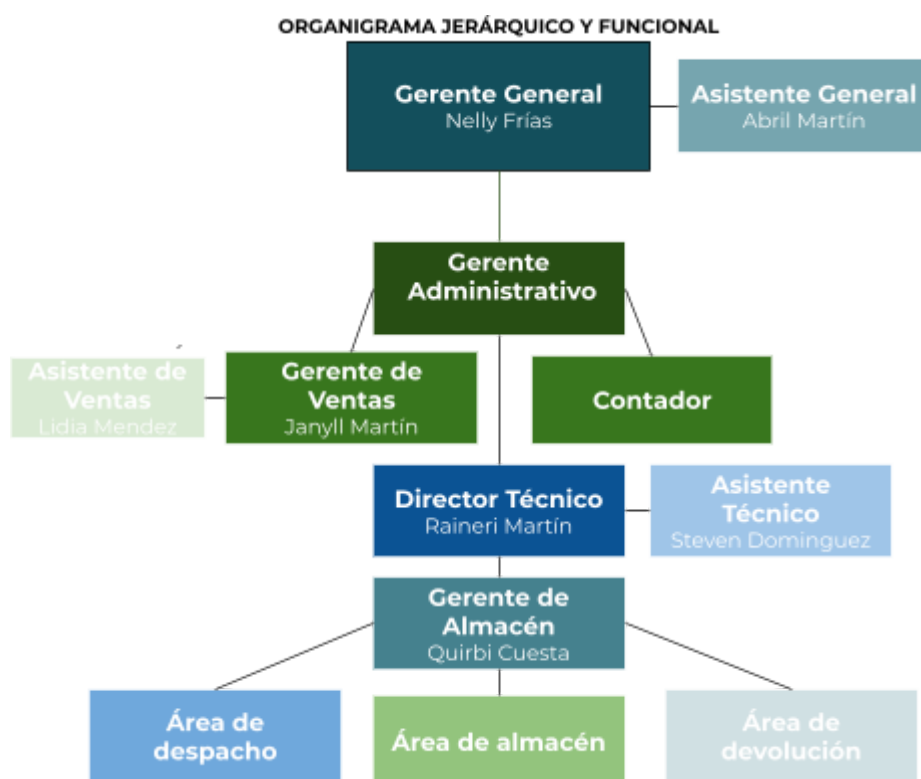 ORGANIGRAMA JERÁRQUICO Y FUNCIONAL
Gerente General
Nelly Frías
Asistente General
Abril Martín
Gerente
Administrativo
Asistente de
Ventas
Lidia Mendez
Gerente de
Ventas
Janyll Martín
Contador
Director Técnico
Raineri Martín
Asistente
Técnico
Steven Dominguez
Gerente de
Almacén
Quirbi Cuesta
Área de
despacho
Área de almacén
Área de
devolución